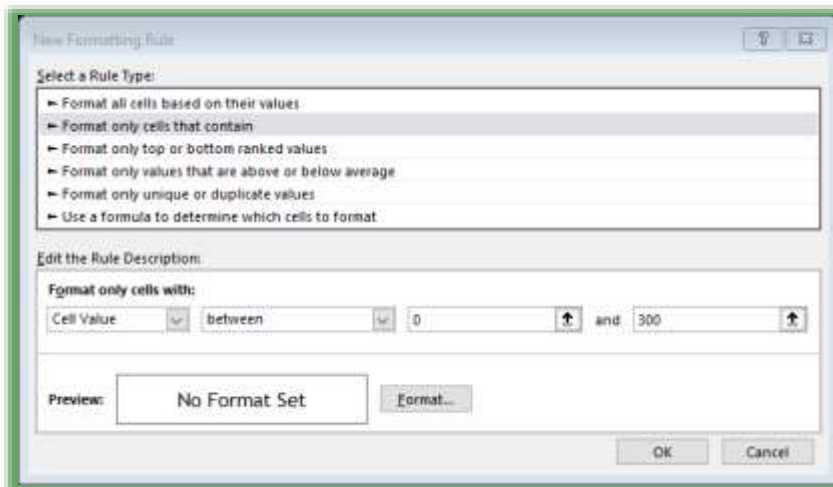 New Formatting Rule
Select a Rule Type:
► Format all cells based on their values
► Format only cells that contain
► Format only top or bottom ranked values
► Format only values that are above or below average
► Format only unique or duplicate values
► Use a formula to determine which cells to format
Edit the Rule Description:
Format only cells with:
Cell Value between 0 and 300
Preview: No Format Set Format...
OK Cancel